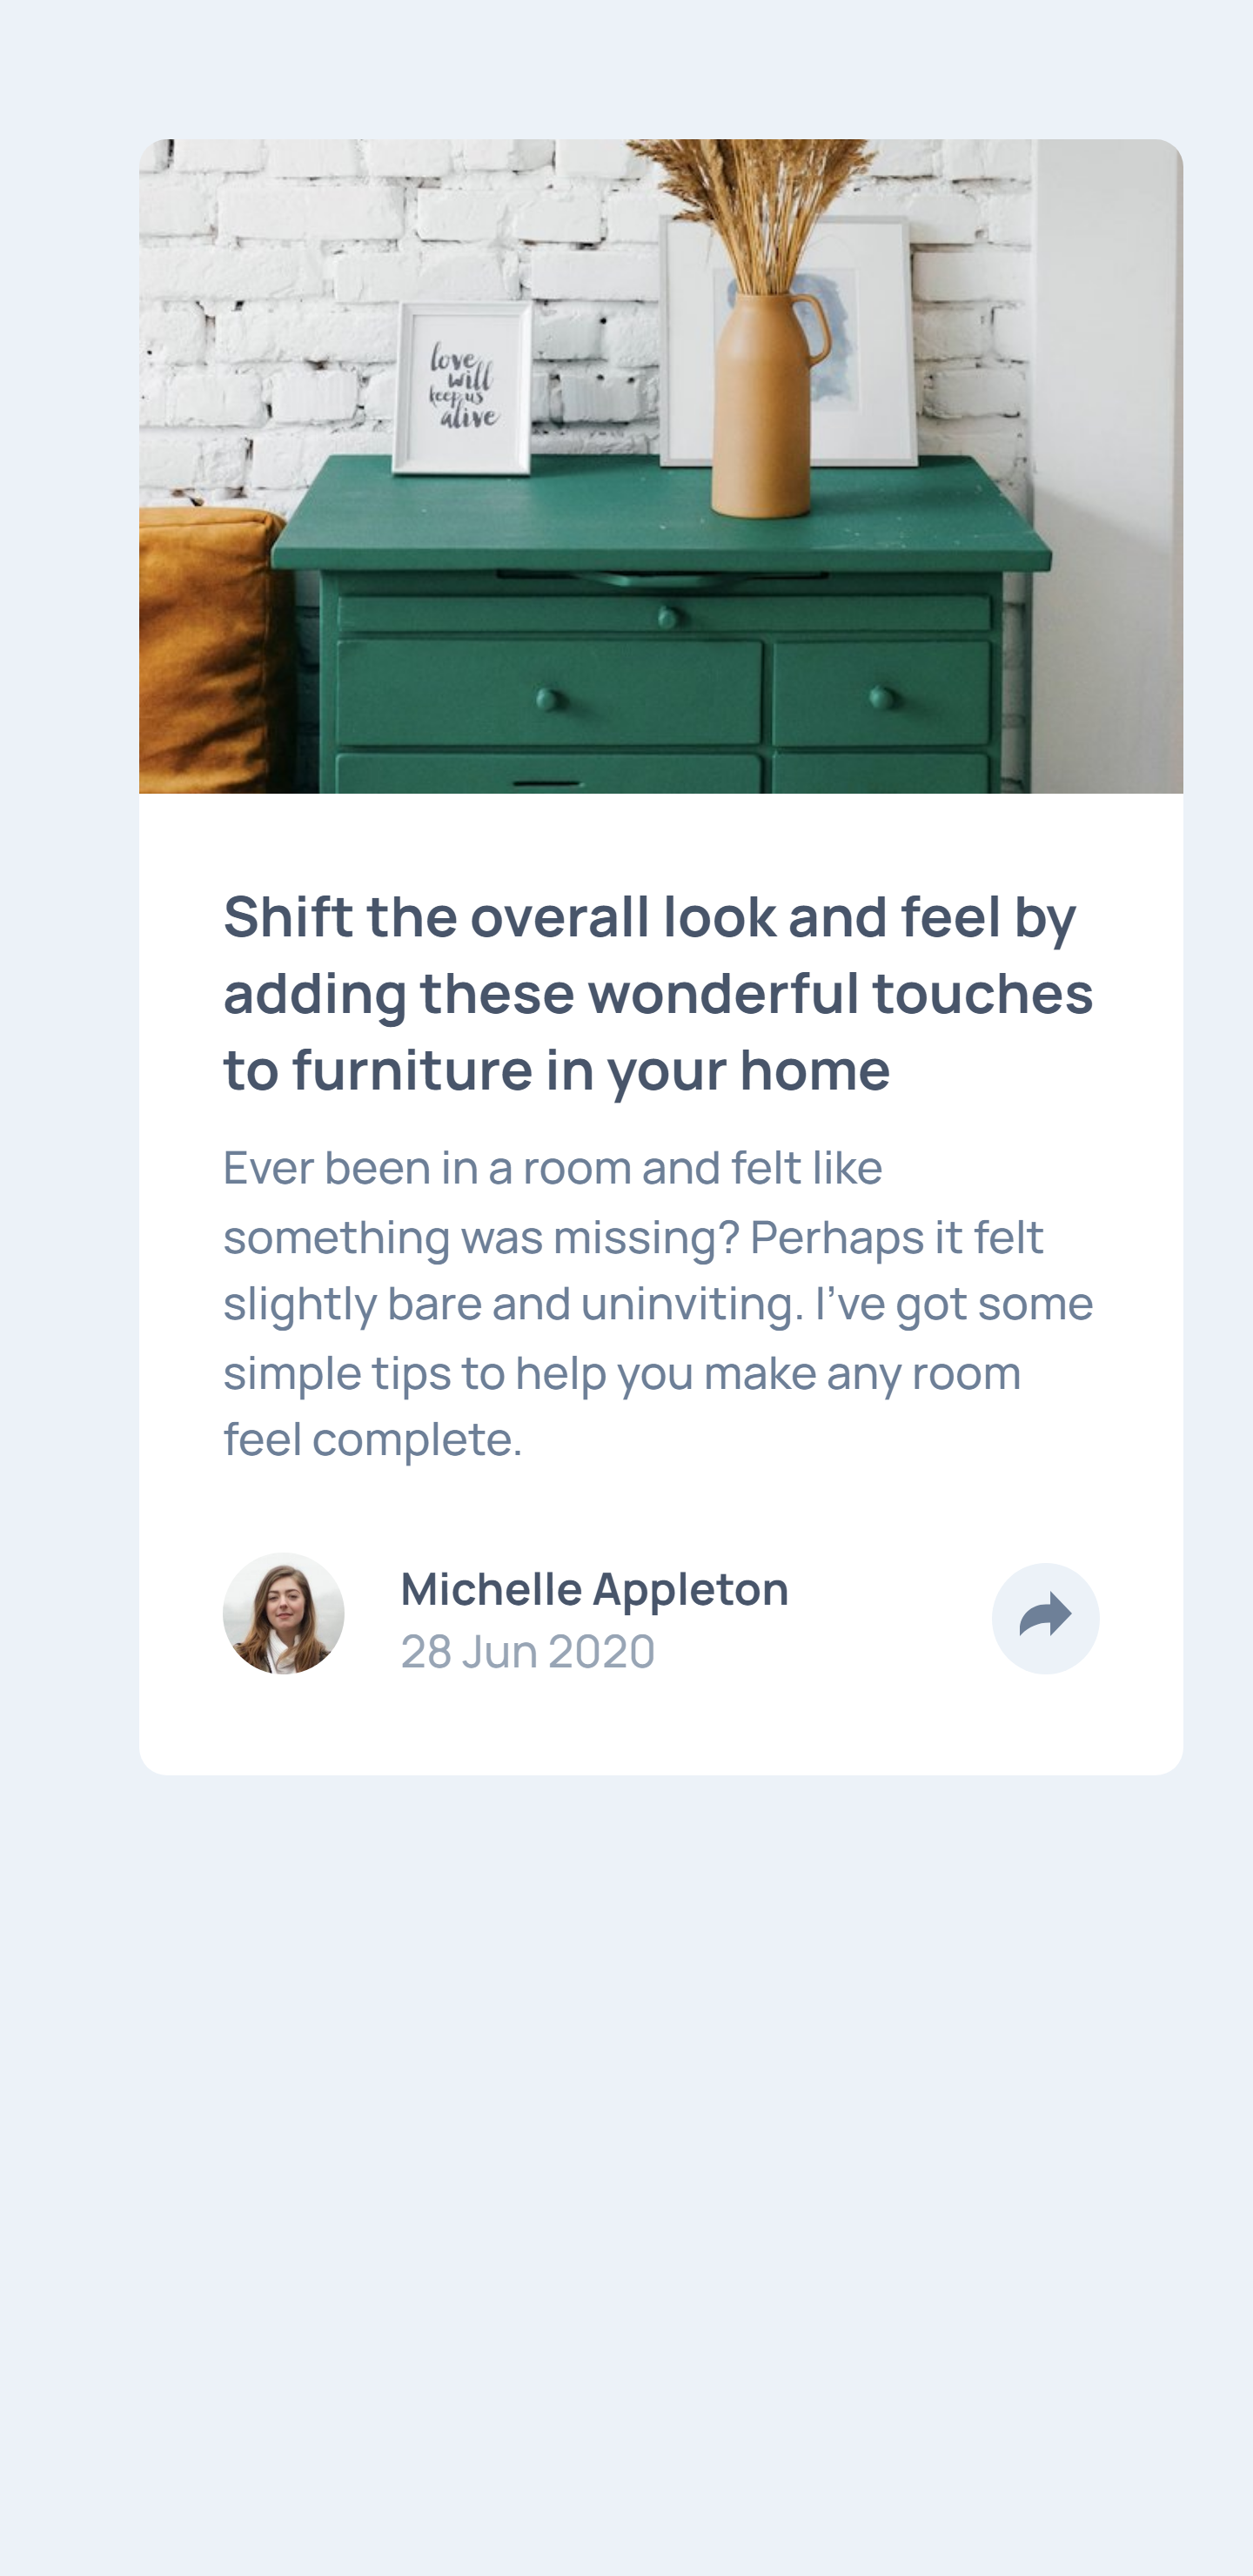 love
will
keep us
alive
Shift the overall look and feel by
adding these wonderful touches
to furniture in your home
Ever been in a room and felt like
something was missing? Perhaps it felt
slightly bare and uninviting. I’ve got some
simple tips to help you make any room
feel complete.
Michelle Appleton
28 Jun 2020